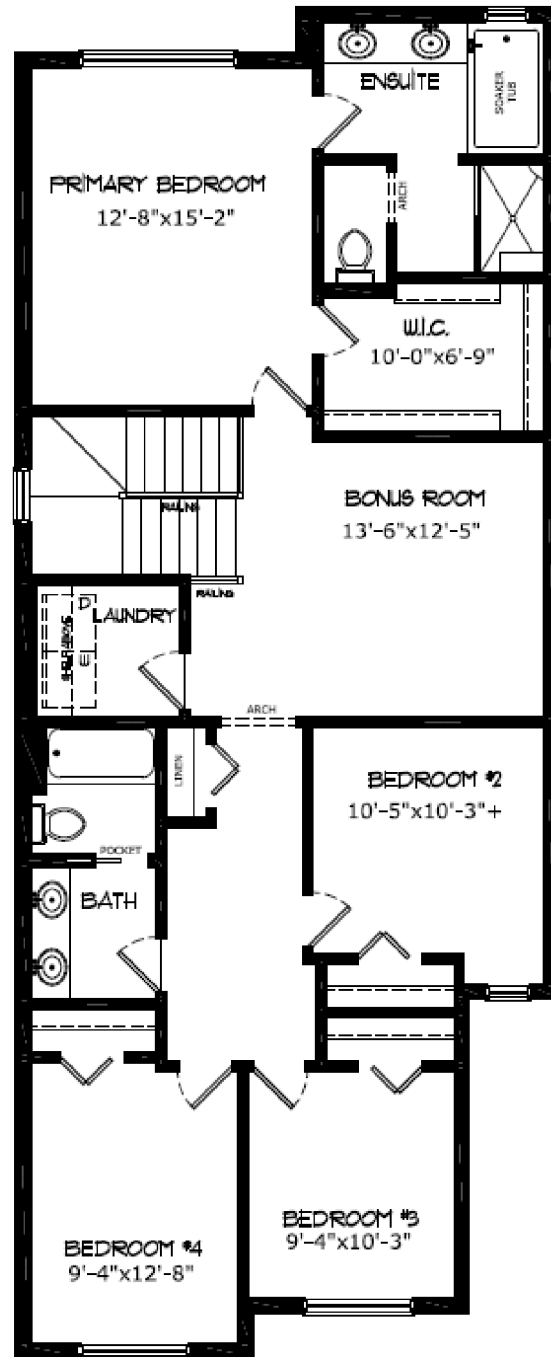 ENSUITE
SOAKER
TUB
PRIMARY BEDROOM
12'-8"x15'-2"
ARCH
W.I.C.
10'-0"x6'-9"
BONUS ROOM
13'-6"x12'-5"
RAILING
RAILING
LAUNDRY
D
ARCH
LINEN
BEDROOM #2
10'-5"x10'-3"+
POCKET
BATH
BEDROOM #3
9'-4"x10'-3"
BEDROOM #4
9'-4"x12'-8"